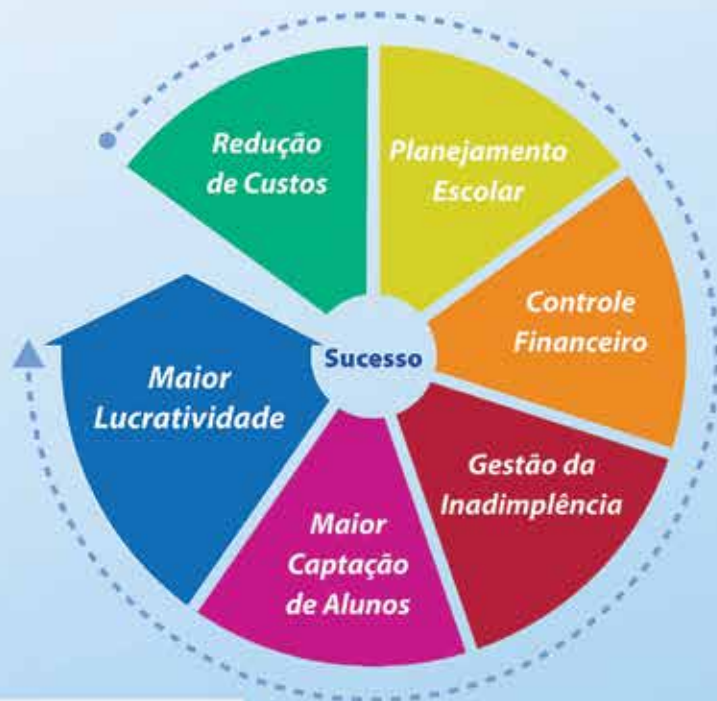 Redução
de Custos
Planejamento
Escolar
Controle
Financeiro
Gestão da
Inadimplência
Maior
Captação
de Alunos
Maior
Lucratividade
Sucesso